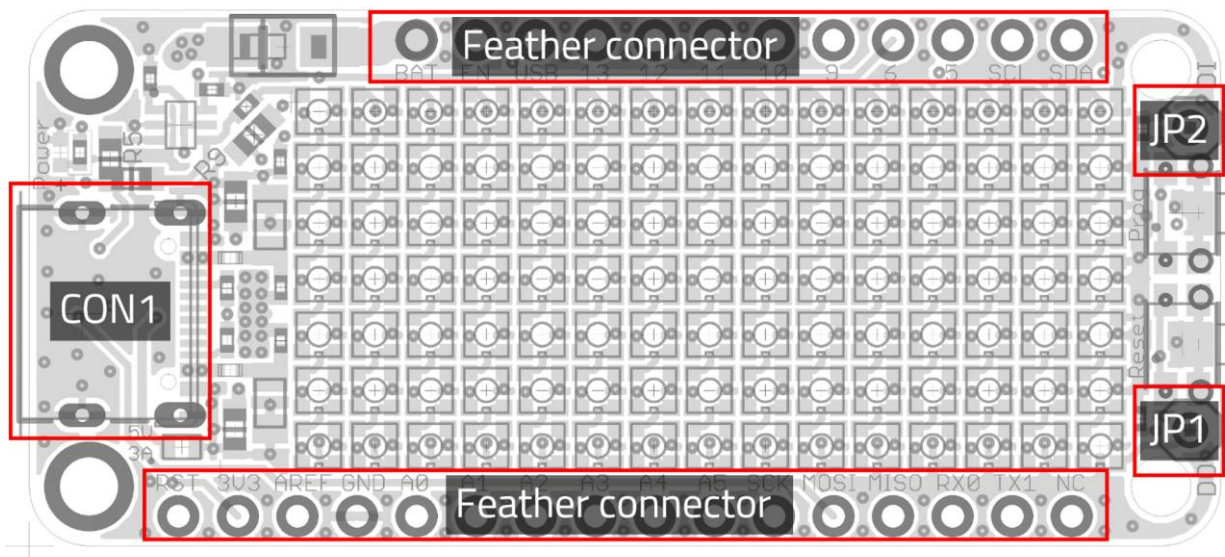 Feather connector
BAT EN USB 13 12 11 10 9 6 5 SCL SDA
JP2
Power
R5
R9
Prog
CON1
Reset
JP1
5V
3A
RST 3V3 AREF GND A0 A1 A2 A3 A4 A5 SCK MOSI MISO RX0 TX1 NC
Feather connector